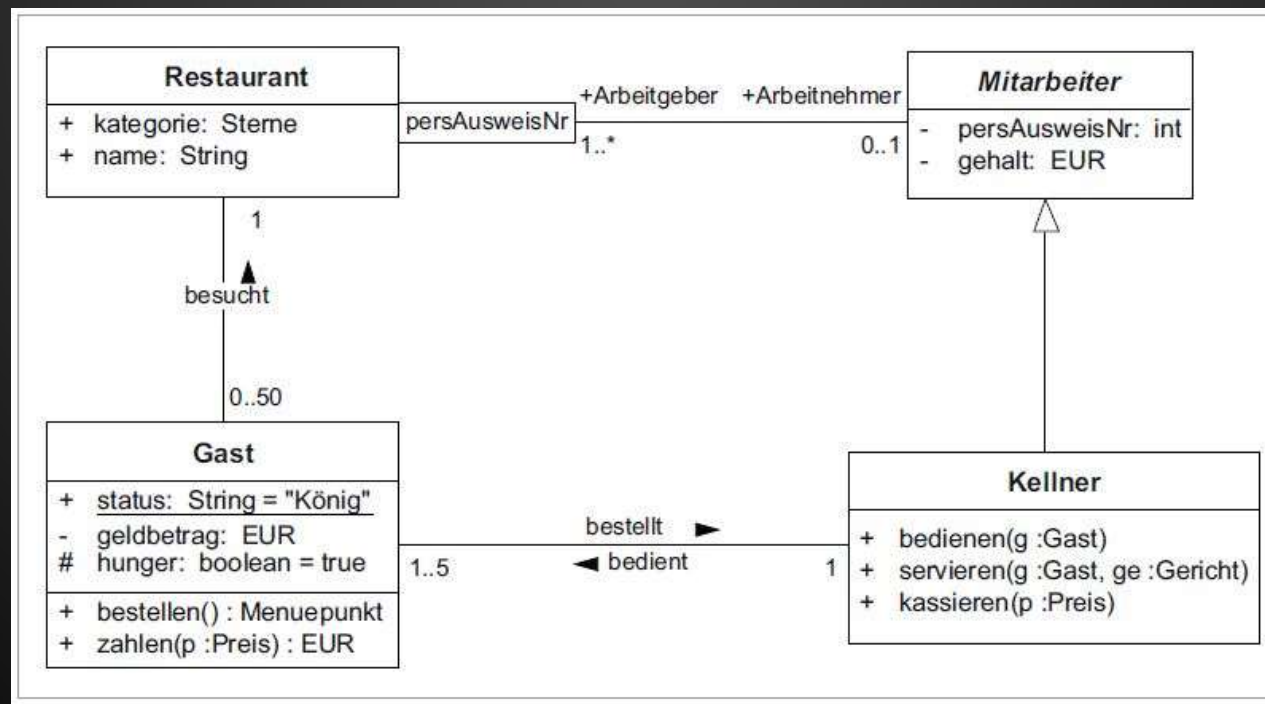 Restaurant
+ kategorie: Sterne
+ name: String
persAusweisNr
+Arbeitgeber +Arbeitnehmer
1..* 0..1
Mitarbeiter
- persAusweisNr: int
- gehalt: EUR
1
besucht
0..50
Gast
+ status: String = "König"
- geldbetrag: EUR
# hunger: boolean = true
+ bestellen() : Menuepunkt
+ zahlen(p :Preis) : EUR
bestellt
bedient
1..5 1
Kellner
+ bedienen(g :Gast)
+ servieren(g :Gast, ge :Gericht)
+ kassieren(p :Preis)